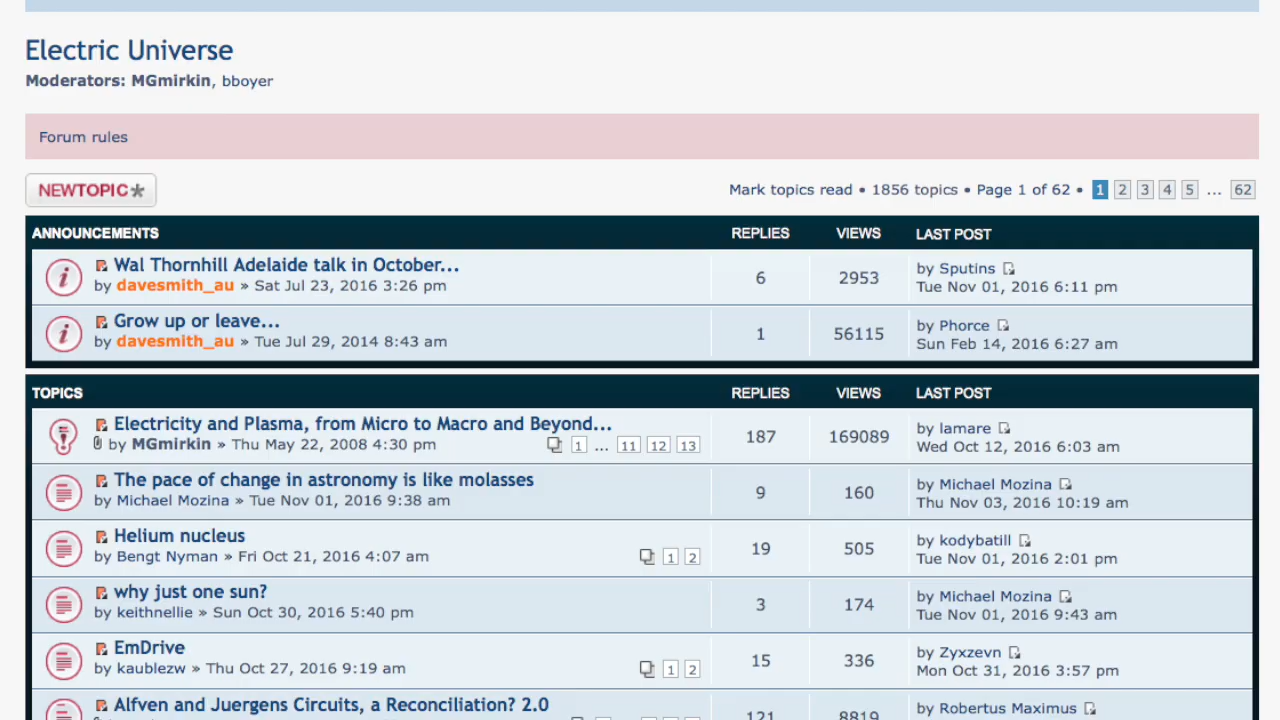 Electric Universe
Moderators: MGmirkin, bboyer
Forum rules
NEWTOPIC*
Mark topics read • 1856 topics • Page 1 of 62 • 1 2 3 4 5 ... 62
ANNOUNCEMENTS REPLIES VIEWS LAST POST
Wal Thornhill Adelaide talk in October...
by davesmith_au » Sat Jul 23, 2016 3:26 pm
6 2953
by Sputins
Tue Nov 01, 2016 6:11 pm
Grow up or leave...
by davesmith_au » Tue Jul 29, 2014 8:43 am
1 56115
by Phorce
Sun Feb 14, 2016 6:27 am
TOPICS REPLIES VIEWS LAST POST
Electricity and Plasma, from Micro to Macro and Beyond...
by MGmirkin » Thu May 22, 2008 4:30 pm 1 ... 11 12 13
187 169089
by lamare
Wed Oct 12, 2016 6:03 am
The pace of change in astronomy is like molasses
by Michael Mozina » Tue Nov 01, 2016 9:38 am
9 160
by Michael Mozina
Thu Nov 03, 2016 10:19 am
Helium nucleus
by Bengt Nyman » Fri Oct 21, 2016 4:07 am 1 2
19 505
by kodybatill
Tue Nov 01, 2016 2:01 pm
why just one sun?
by keithnellie » Sun Oct 30, 2016 5:40 pm
3 174
by Michael Mozina
Tue Nov 01, 2016 9:43 am
EmDrive
by kaublezw » Thu Oct 27, 2016 9:19 am 1 2
15 336
by Zyxzevn
Mon Oct 31, 2016 3:57 pm
Alfven and Juergens Circuits, a Reconciliation? 2.0
121 8819
by Robertus Maximus